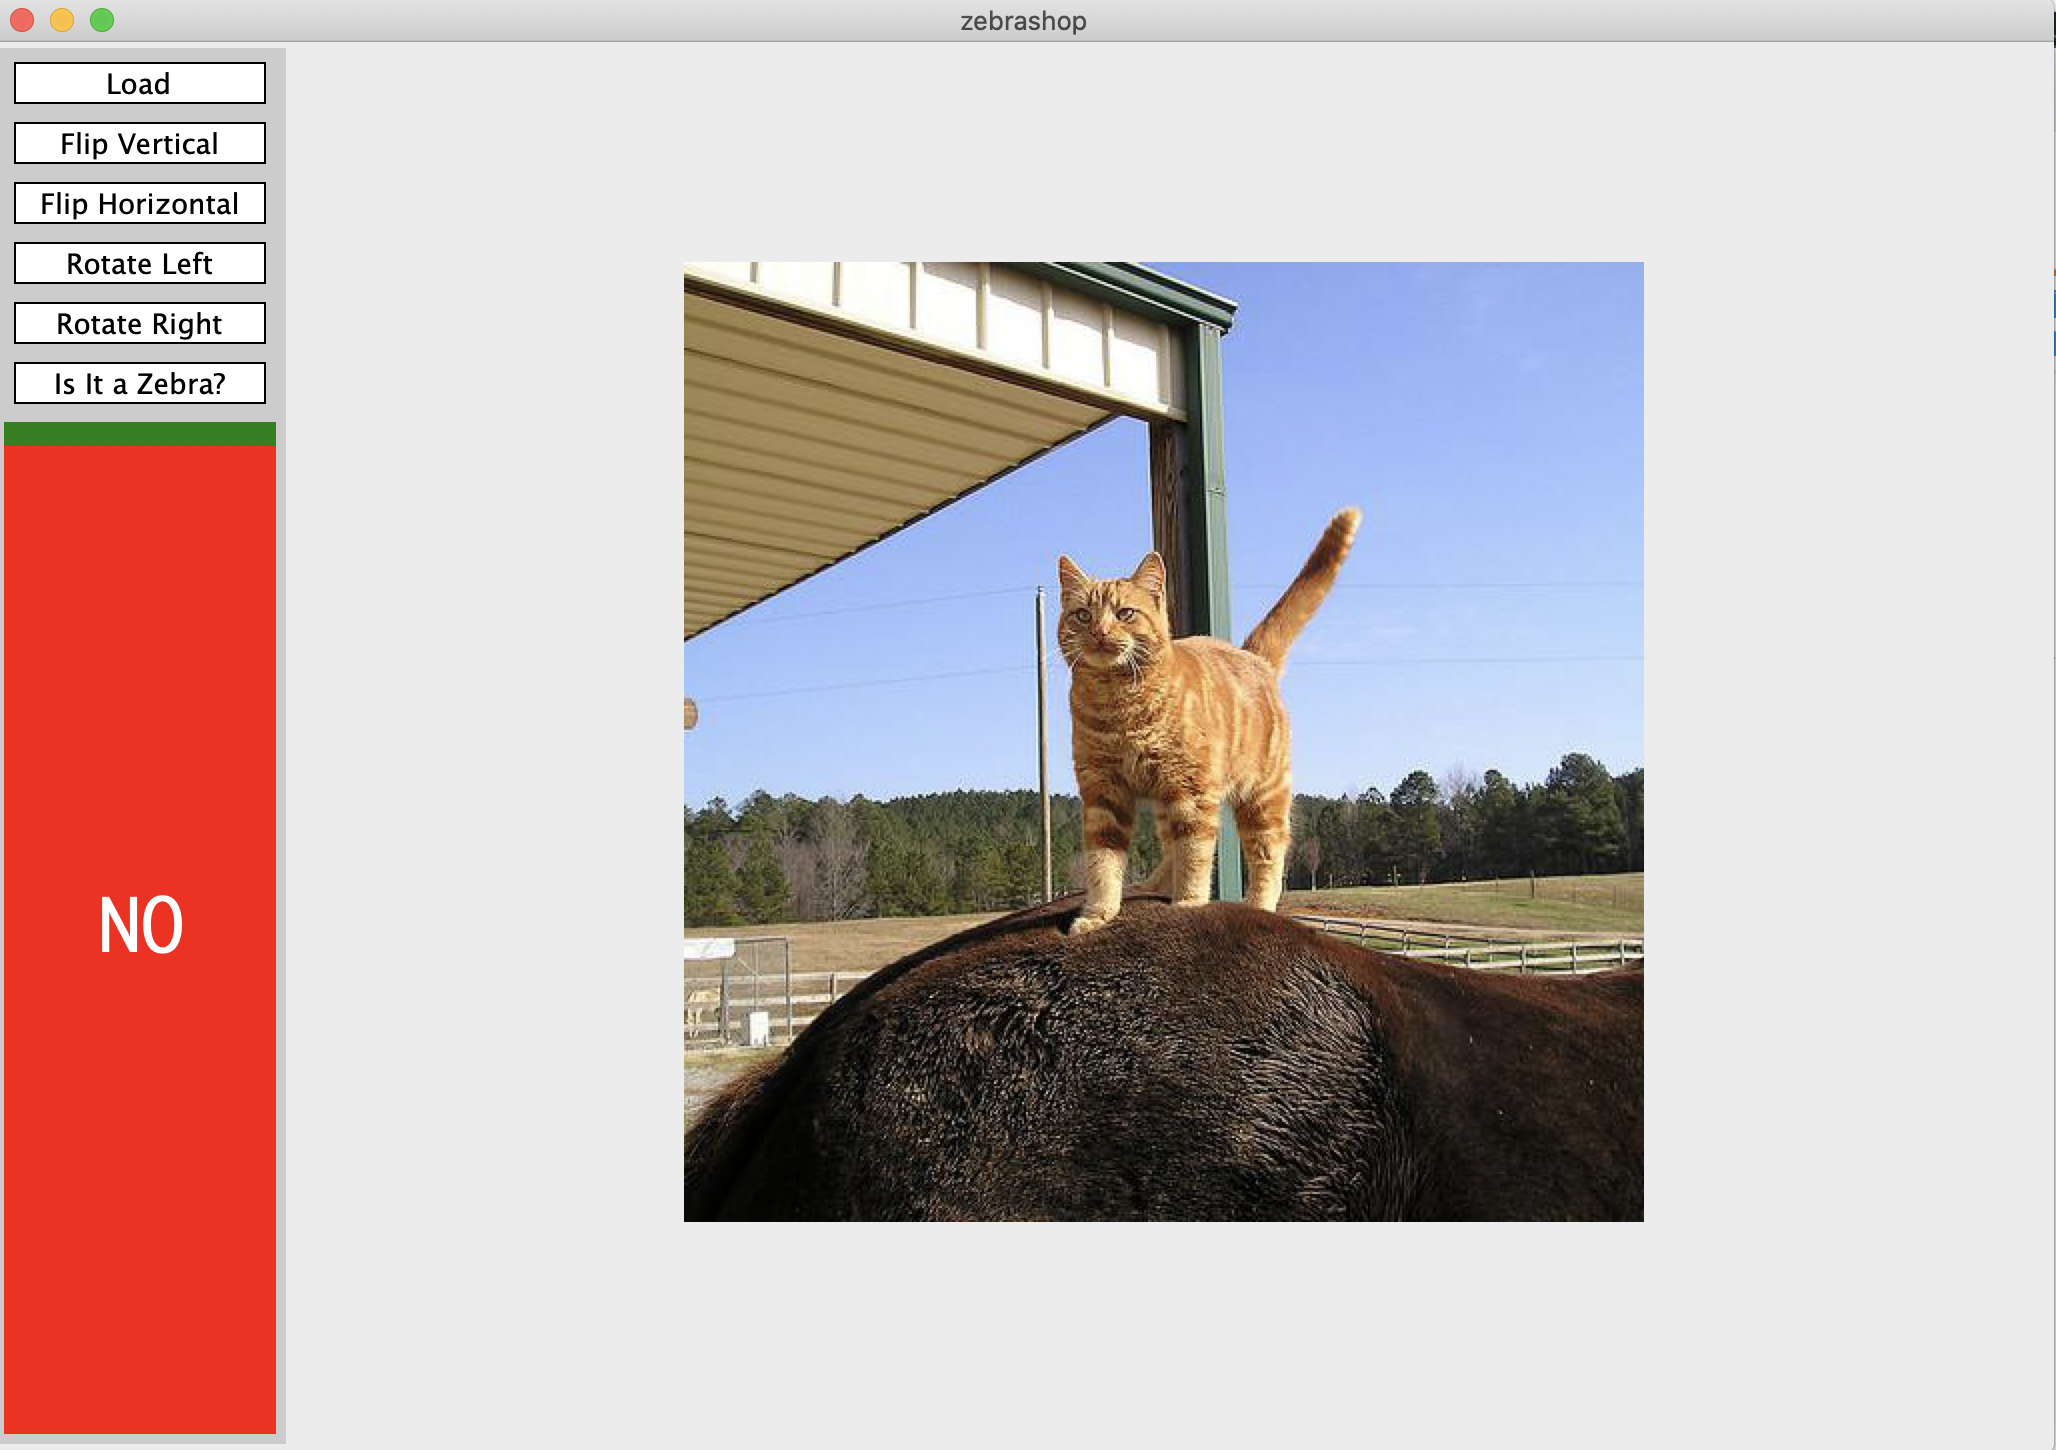 zebrashop
Load
Flip Vertical
Flip Horizontal
Rotate Left
Rotate Right
Is It a Zebra?
NO